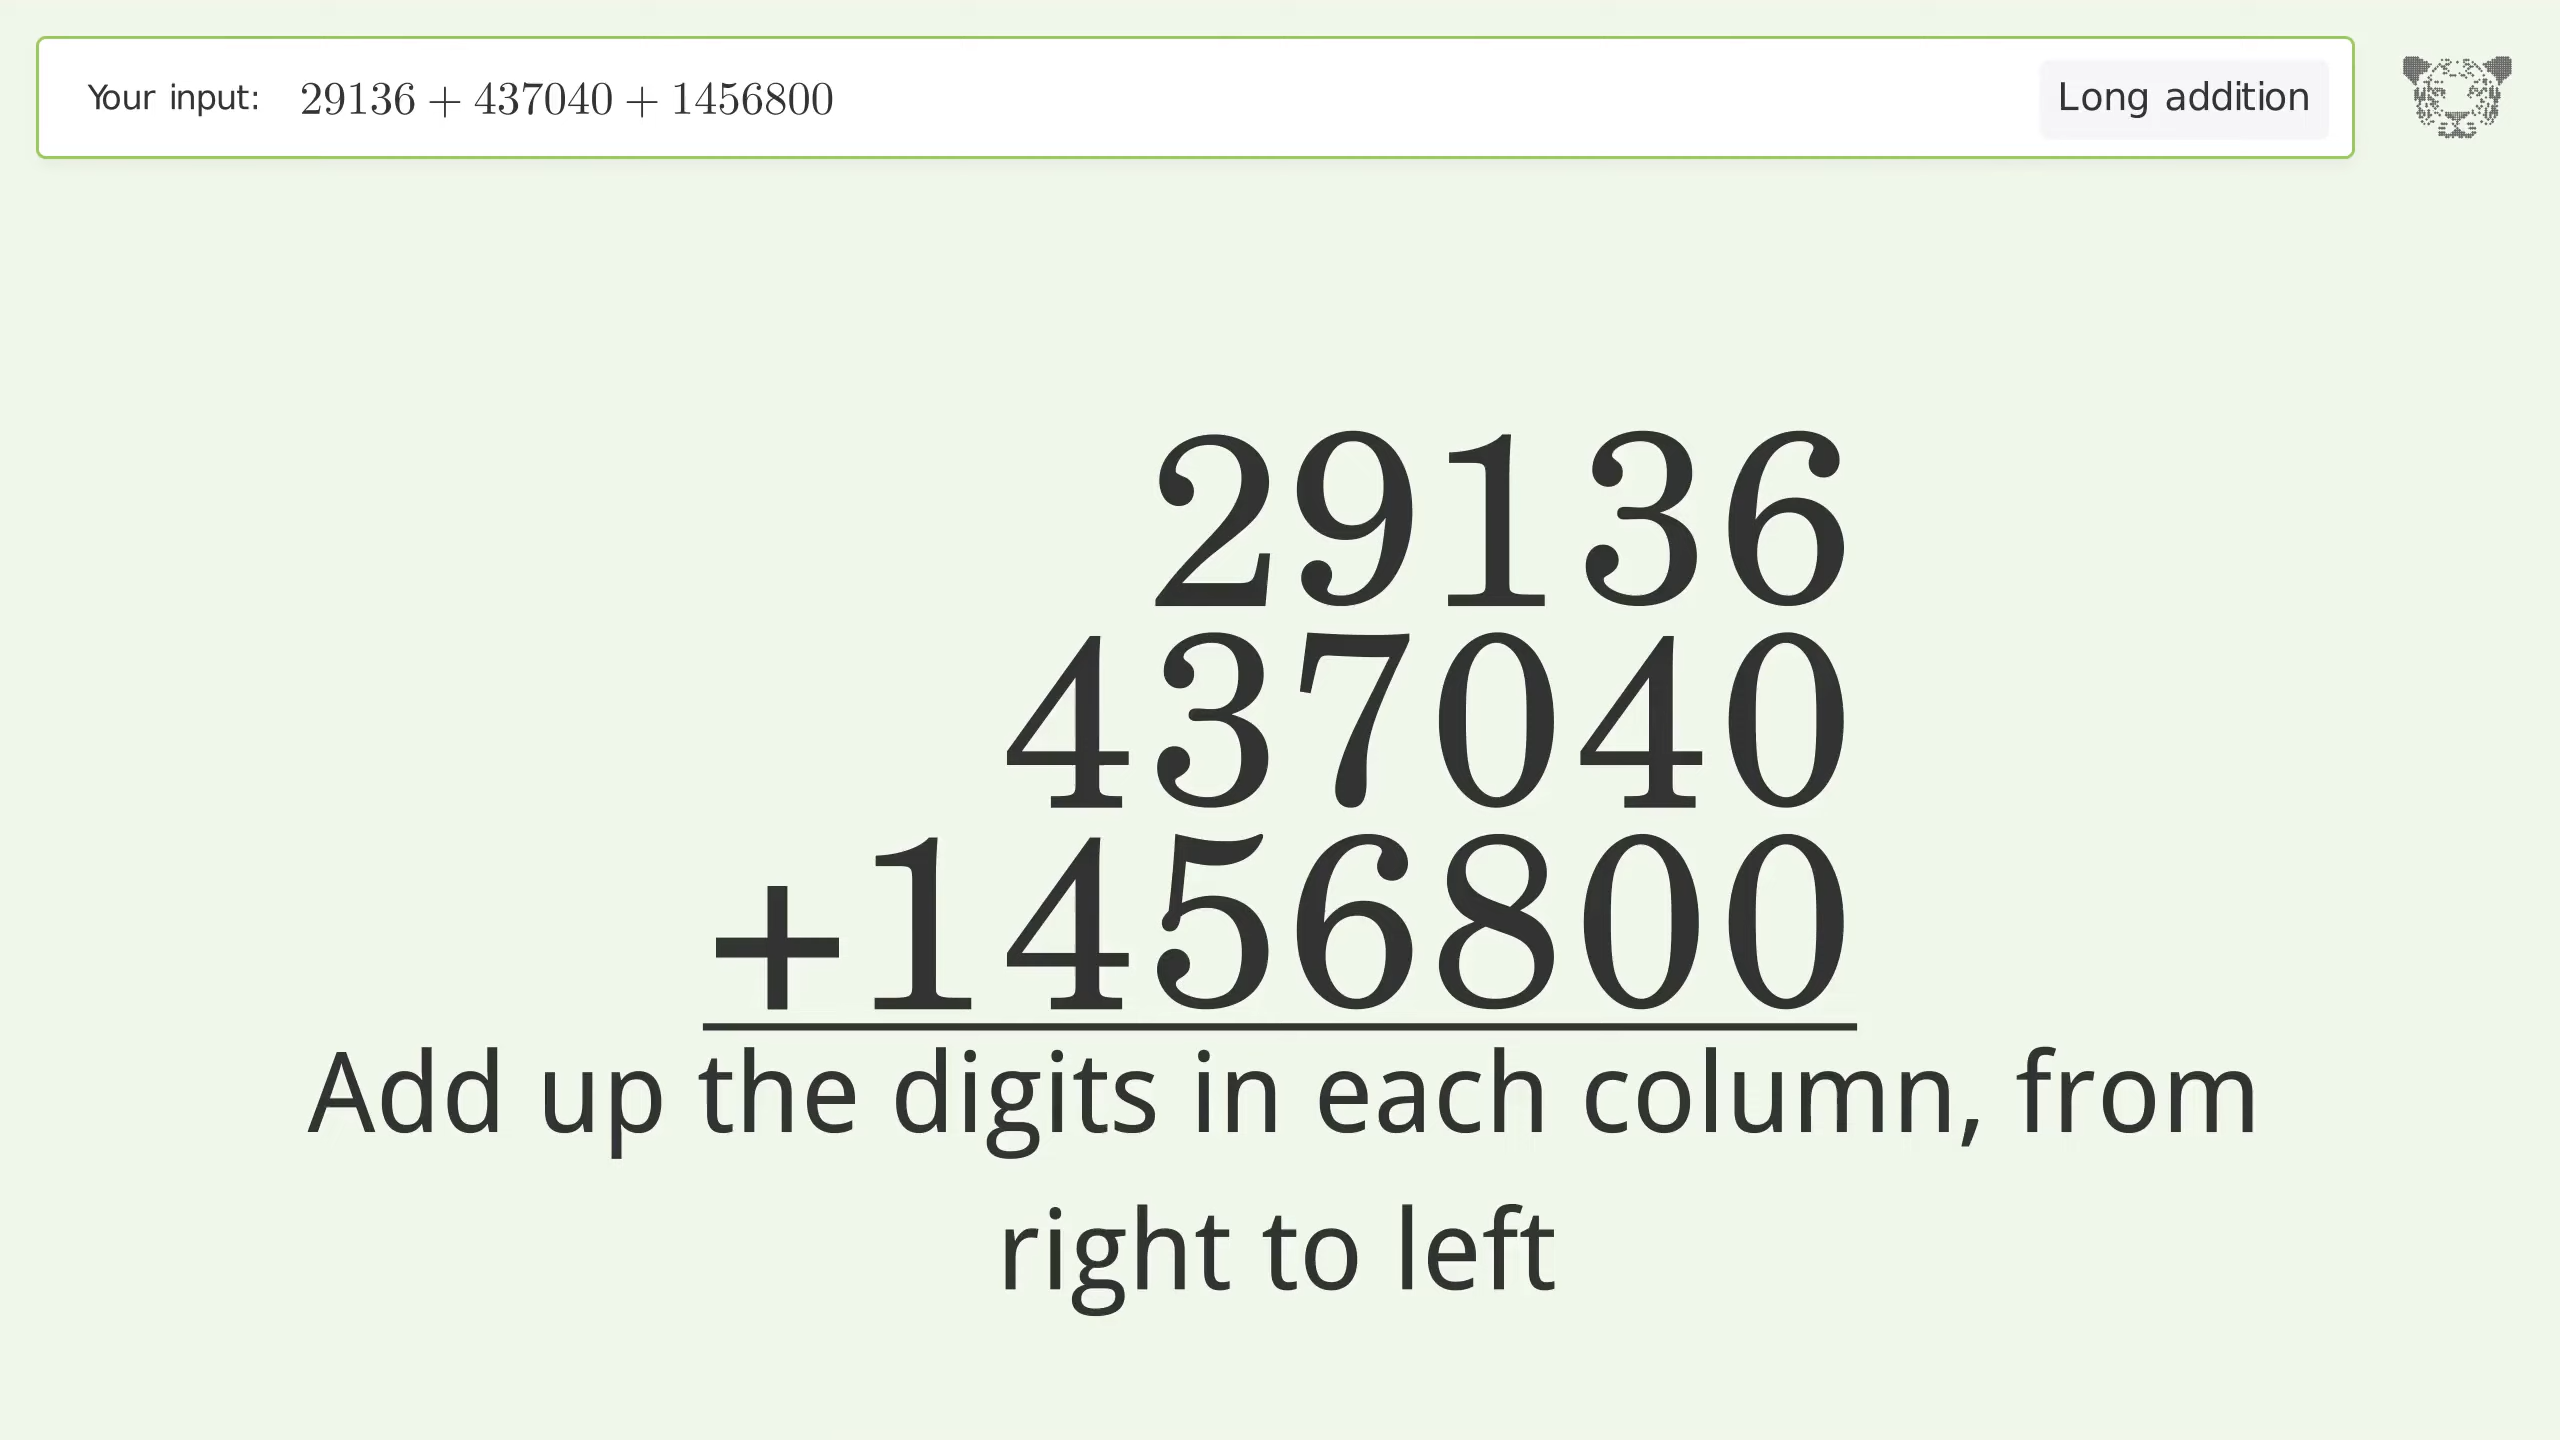 Your input: 29136 + 437040 + 1456800
Long addition
29136
437040
+1456800
Add up the digits in each column, from
right to left